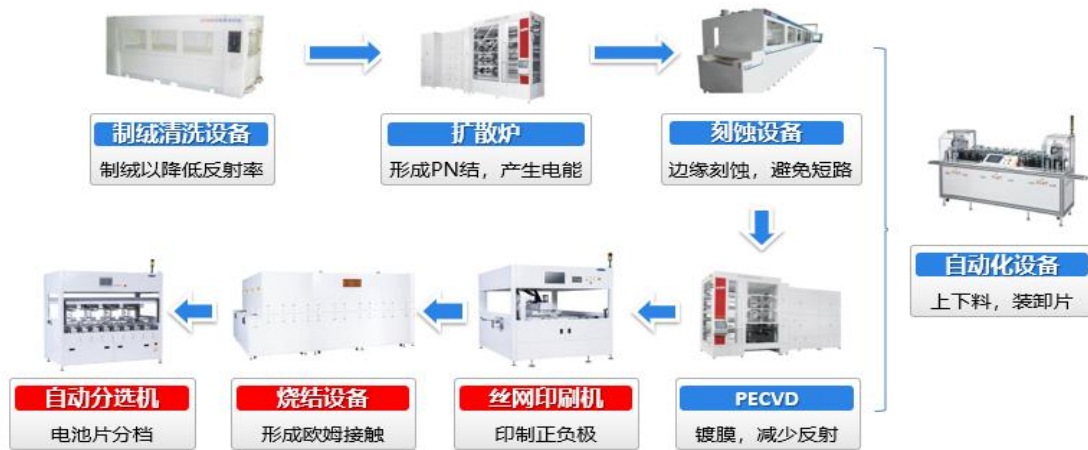 制绒清洗设备
制绒以降低反射率
扩散炉
形成PN结，产生电能
刻蚀设备
边缘刻蚀，避免短路
自动化设备
上下料，装卸片
自动分选机
电池片分档
烧结设备
形成欧姆接触
丝网印刷机
印制正负极
PECVD
镀膜，减少反射